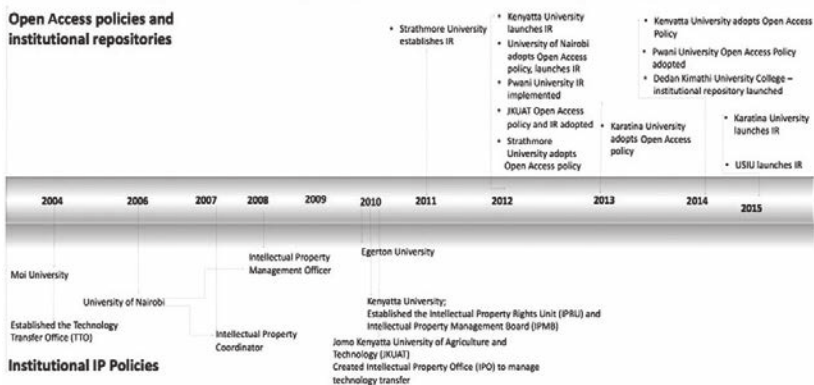 Open Access policies and
institutional repositories
• Strathmore University
establishes IR
• Kenyatta University
launches IR
• University of Nairobi
adopts Open Access
policy, launches IR
• Pwani University IR
implemented
• JKUAT Open Access
policy and IR adopted
• Strathmore
University adopts
Open Access policy
• Karatina University
adopts Open Access
policy
• Kenyatta University adopts Open Access
Policy
• Pwani University Open Access Policy
adopted
• Dedan Kimathi University College –
institutional repository launched
• Karatina University
launches IR
• USIU launches IR
2004 2006 2007 2008 2009 2010 2011 2012 2013 2014 2015
Moi University
Established the Technology
Transfer Office (TTO)
University of Nairobi
Intellectual Property
Coordinator
Intellectual Property
Management Officer
Egerton University
Kenyatta University;
Established the Intellectual Property Rights Unit (IPRU) and
Intellectual Property Management Board (IPMB)
Jomo Kenyatta University of Agriculture and
Technology (JKUAT)
Created Intellectual Property Office (IPO) to manage
technology transfer
Institutional IP Policies